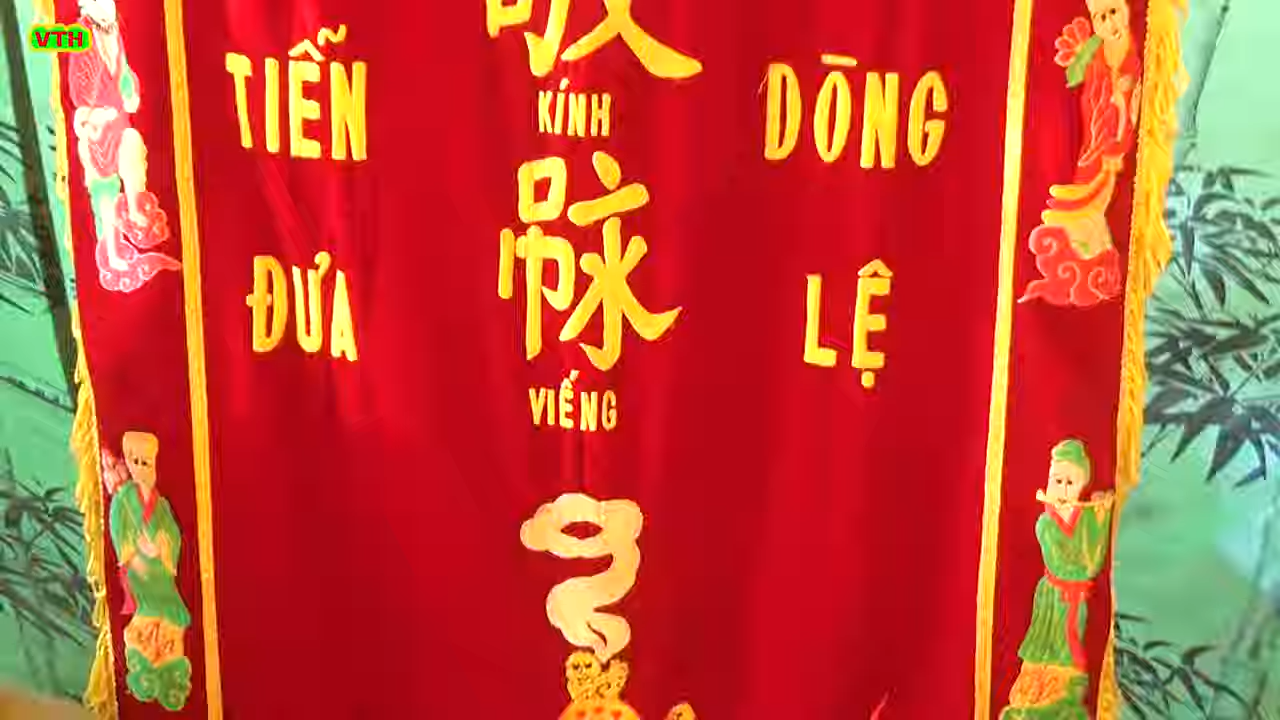 VTH
TIỄN
ĐƯA
KÍNH
VIẾNG
DÒNG
LỆ